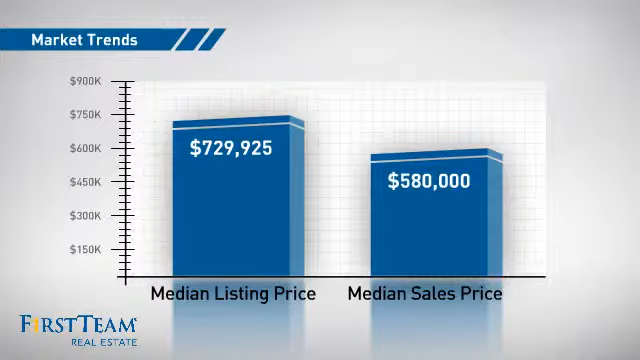 Market Trends
$900K
$750K
$600K
$450K
$300K
$150K
$729,925
$580,000
Median Listing Price
Median Sales Price
FIRSTTEAM®
REAL ESTATE